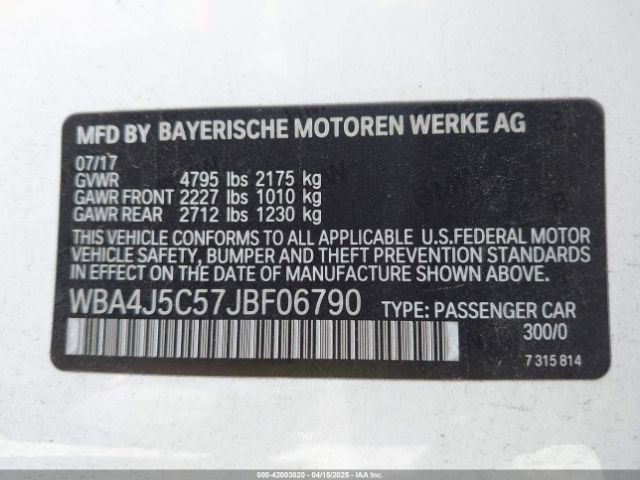 MFD BY BAYERISCHE MOTOREN WERKE AG
07/17
GVWR 4795 lbs 2175 kg
GAWR FRONT 2227 lbs 1010 kg
GAWR REAR 2712 lbs 1230 kg
THIS VEHICLE CONFORMS TO ALL APPLICABLE U.S.FEDERAL MOTOR
VEHICLE SAFETY, BUMPER AND THEFT PREVENTION STANDARDS
IN EFFECT ON THE DATE OF MANUFACTURE SHOWN ABOVE.
WBA4J5C57JBF06790 TYPE: PASSENGER CAR
300/0
7 315 814
000-42003820 04/15/2025 IAA Inc.